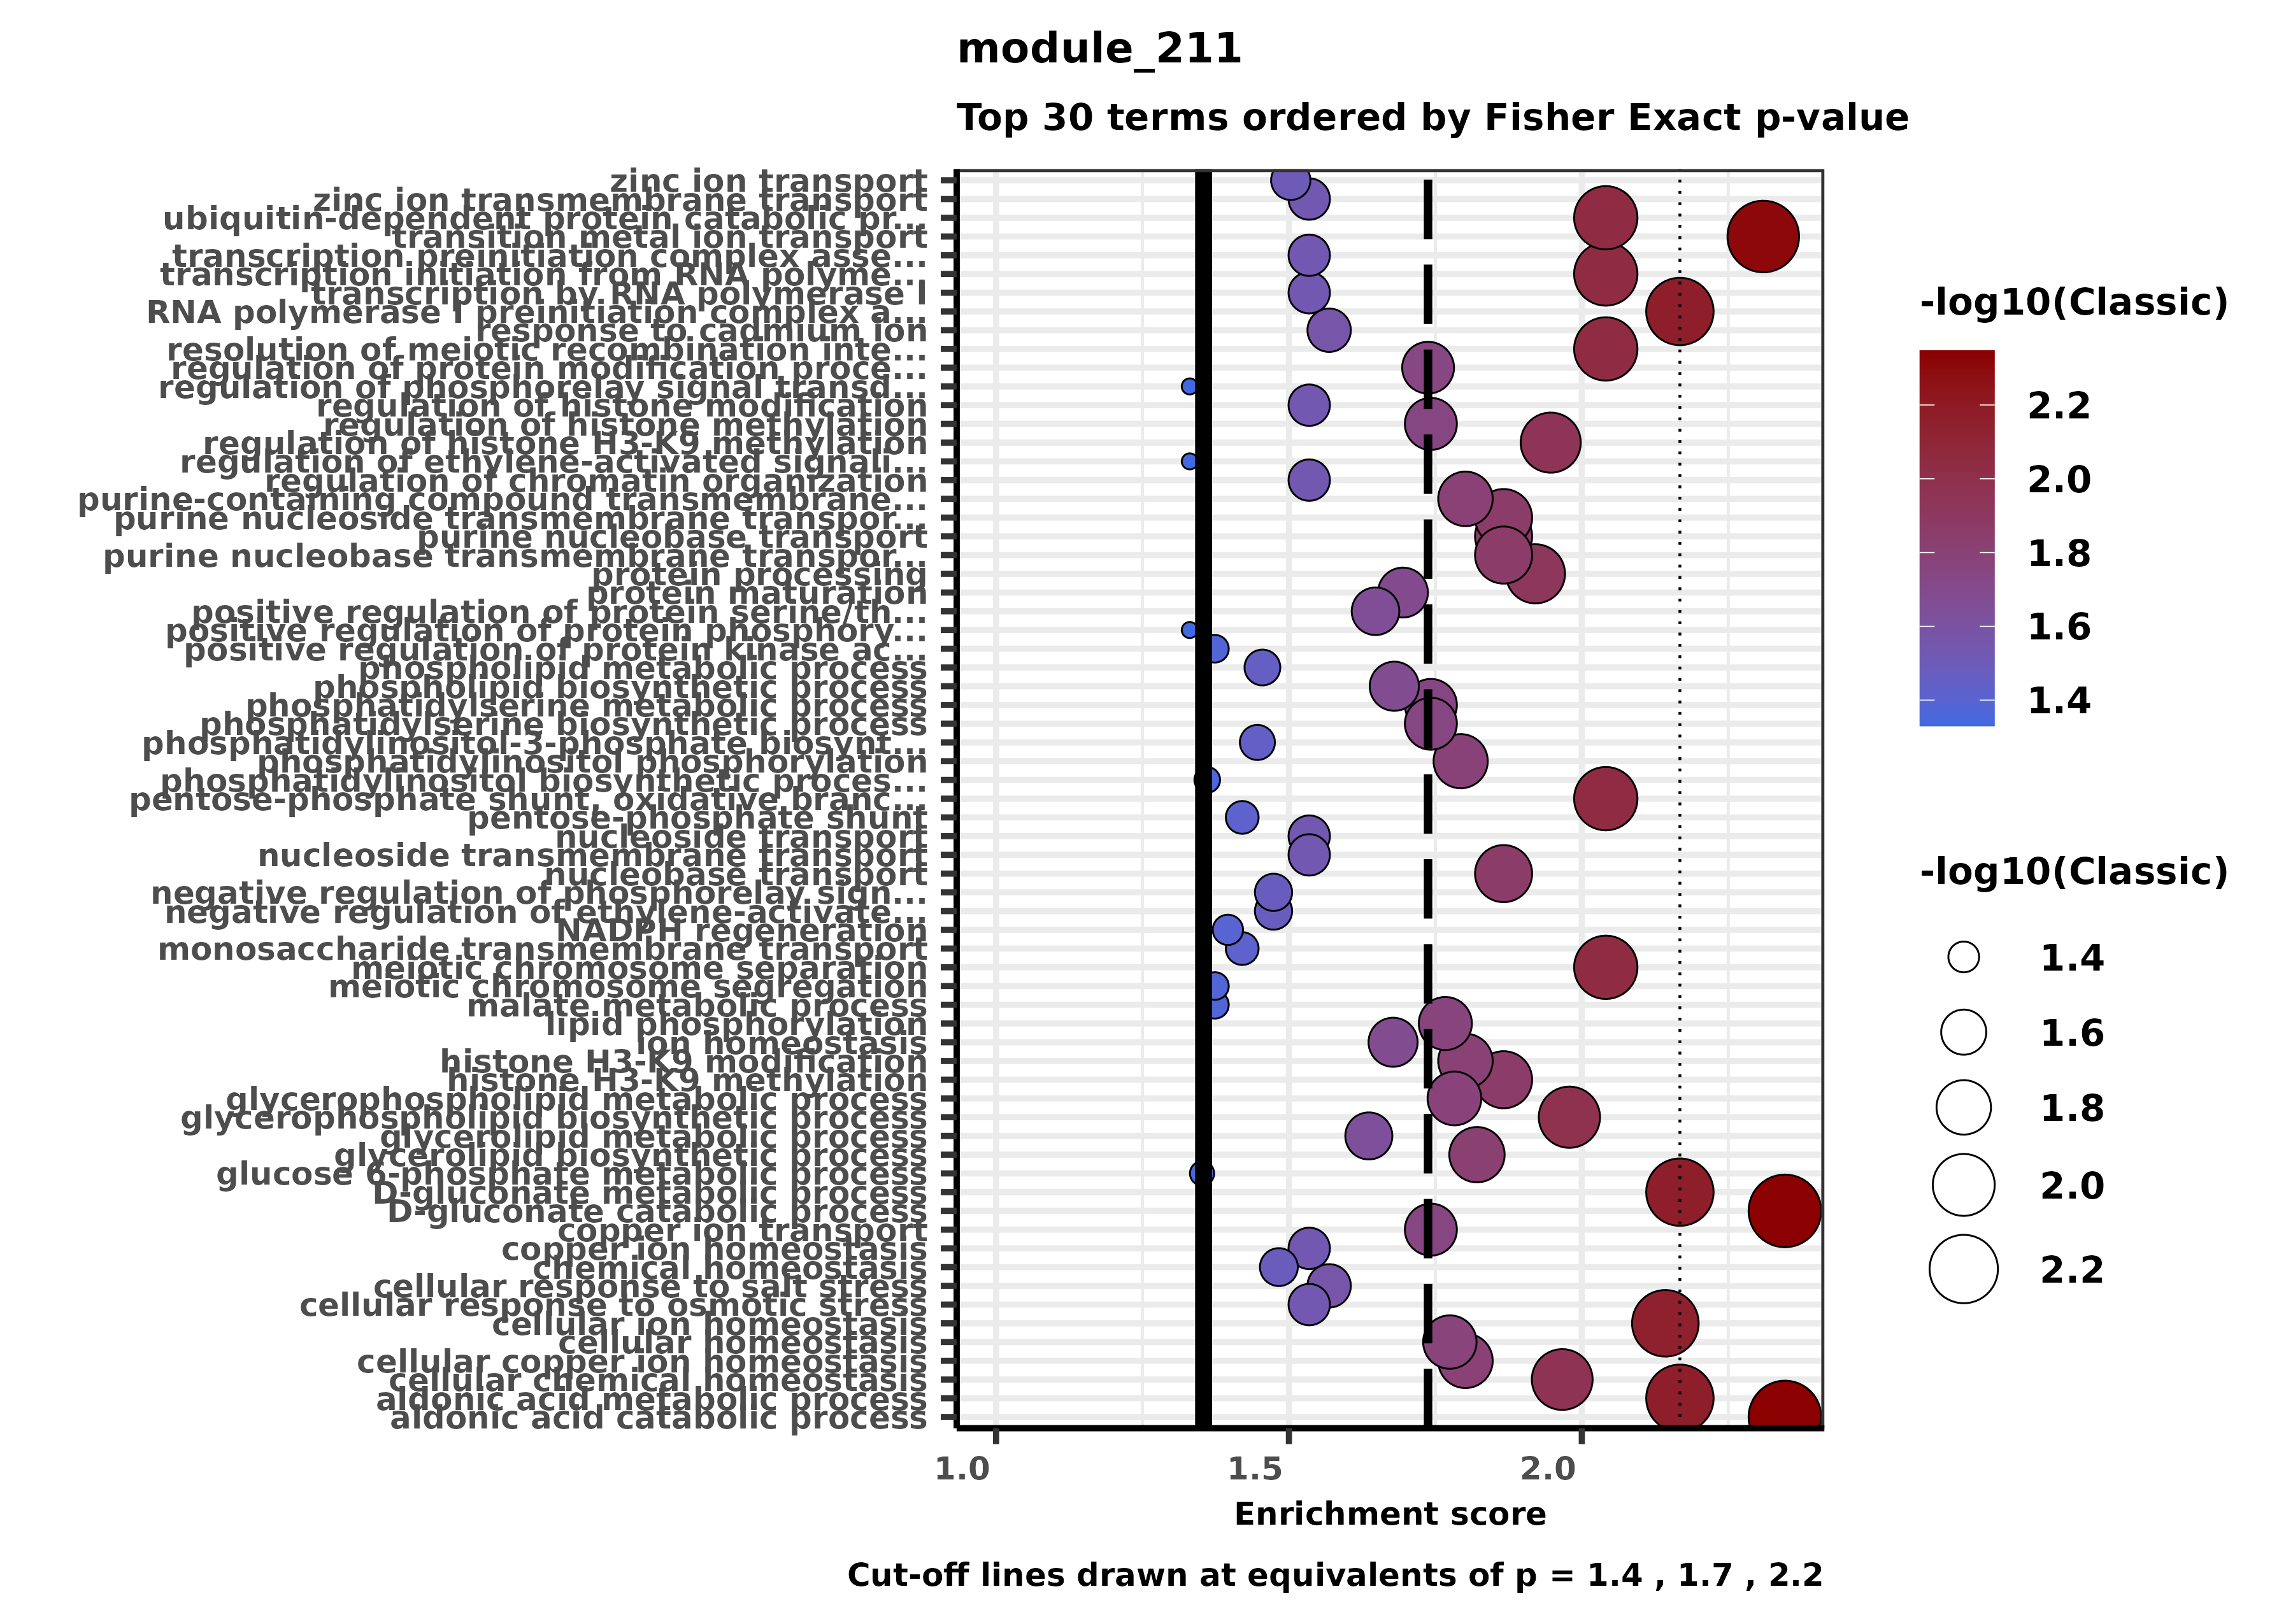 module_211
Top 30 terms ordered by Fisher Exact p-value
zinc ion transport
zinc ion transmembrane transport
ubiquitin-dependent protein catabolic pr...
transition metal ion transport
transcription preinitiation complex asse...
transcription initiation from RNA polyme...
transcription by RNA polymerase I
RNA polymerase I preinitiation complex a...
response to cadmium ion
resolution of meiotic recombination inte...
regulation of protein modification proce...
regulation of phosphorelay signal transd...
regulation of histone modification
regulation of histone methylation
regulation of histone H3-K9 methylation
regulation of ethylene-activated signali...
regulation of chromatin organization
purine-containing compound transmembrane...
purine nucleoside transmembrane transpor...
purine nucleobase transport
purine nucleobase transmembrane transpor...
protein processing
protein maturation
positive regulation of protein serine/th...
positive regulation of protein phosphory...
positive regulation of protein kinase ac...
phospholipid metabolic process
phospholipid biosynthetic process
phosphatidylserine metabolic process
phosphatidylserine biosynthetic process
phosphatidylinositol-3-phosphate biosynt...
phosphatidylinositol phosphorylation
phosphatidylinositol biosynthetic proces...
pentose-phosphate shunt, oxidative branc...
pentose-phosphate shunt
nucleoside transport
nucleoside transmembrane transport
nucleobase transport
negative regulation of phosphorelay sign...
negative regulation of ethylene-activate...
NADPH regeneration
monosaccharide transmembrane transport
meiotic chromosome separation
meiotic chromosome segregation
malate metabolic process
lipid phosphorylation
ion homeostasis
histone H3-K9 modification
histone H3-K9 methylation
glycerophospholipid metabolic process
glycerophospholipid biosynthetic process
glycerolipid metabolic process
glycerolipid biosynthetic process
glucose 6-phosphate metabolic process
D-gluconate metabolic process
D-gluconate catabolic process
copper ion transport
copper ion homeostasis
chemical homeostasis
cellular response to salt stress
cellular response to osmotic stress
cellular ion homeostasis
cellular homeostasis
cellular copper ion homeostasis
cellular chemical homeostasis
aldonic acid metabolic process
aldonic acid catabolic process
1.0 1.5 2.0
Enrichment score
Cut-off lines drawn at equivalents of p = 1.4 , 1.7 , 2.2
-log10(Classic)
2.2
2.0
1.8
1.6
1.4
-log10(Classic)
1.4
1.6
1.8
2.0
2.2